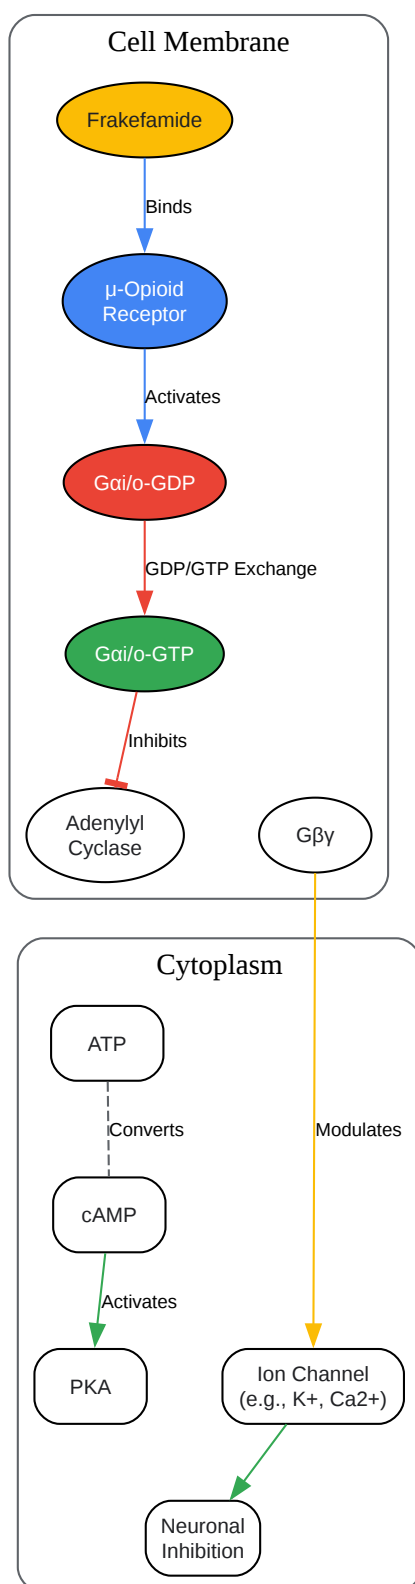 Cell Membrane
Frakefamide
Binds
μ-Opioid
Receptor
Activates
Gαi/o-GDP
GDP/GTP Exchange
Gαi/o-GTP
Inhibits
Adenylyl
Cyclase
Gβγ
Cytoplasm
ATP
Converts
Modulates
cAMP
Activates
PKA
Ion Channel
(e.g., K+, Ca2+)
Neuronal
Inhibition